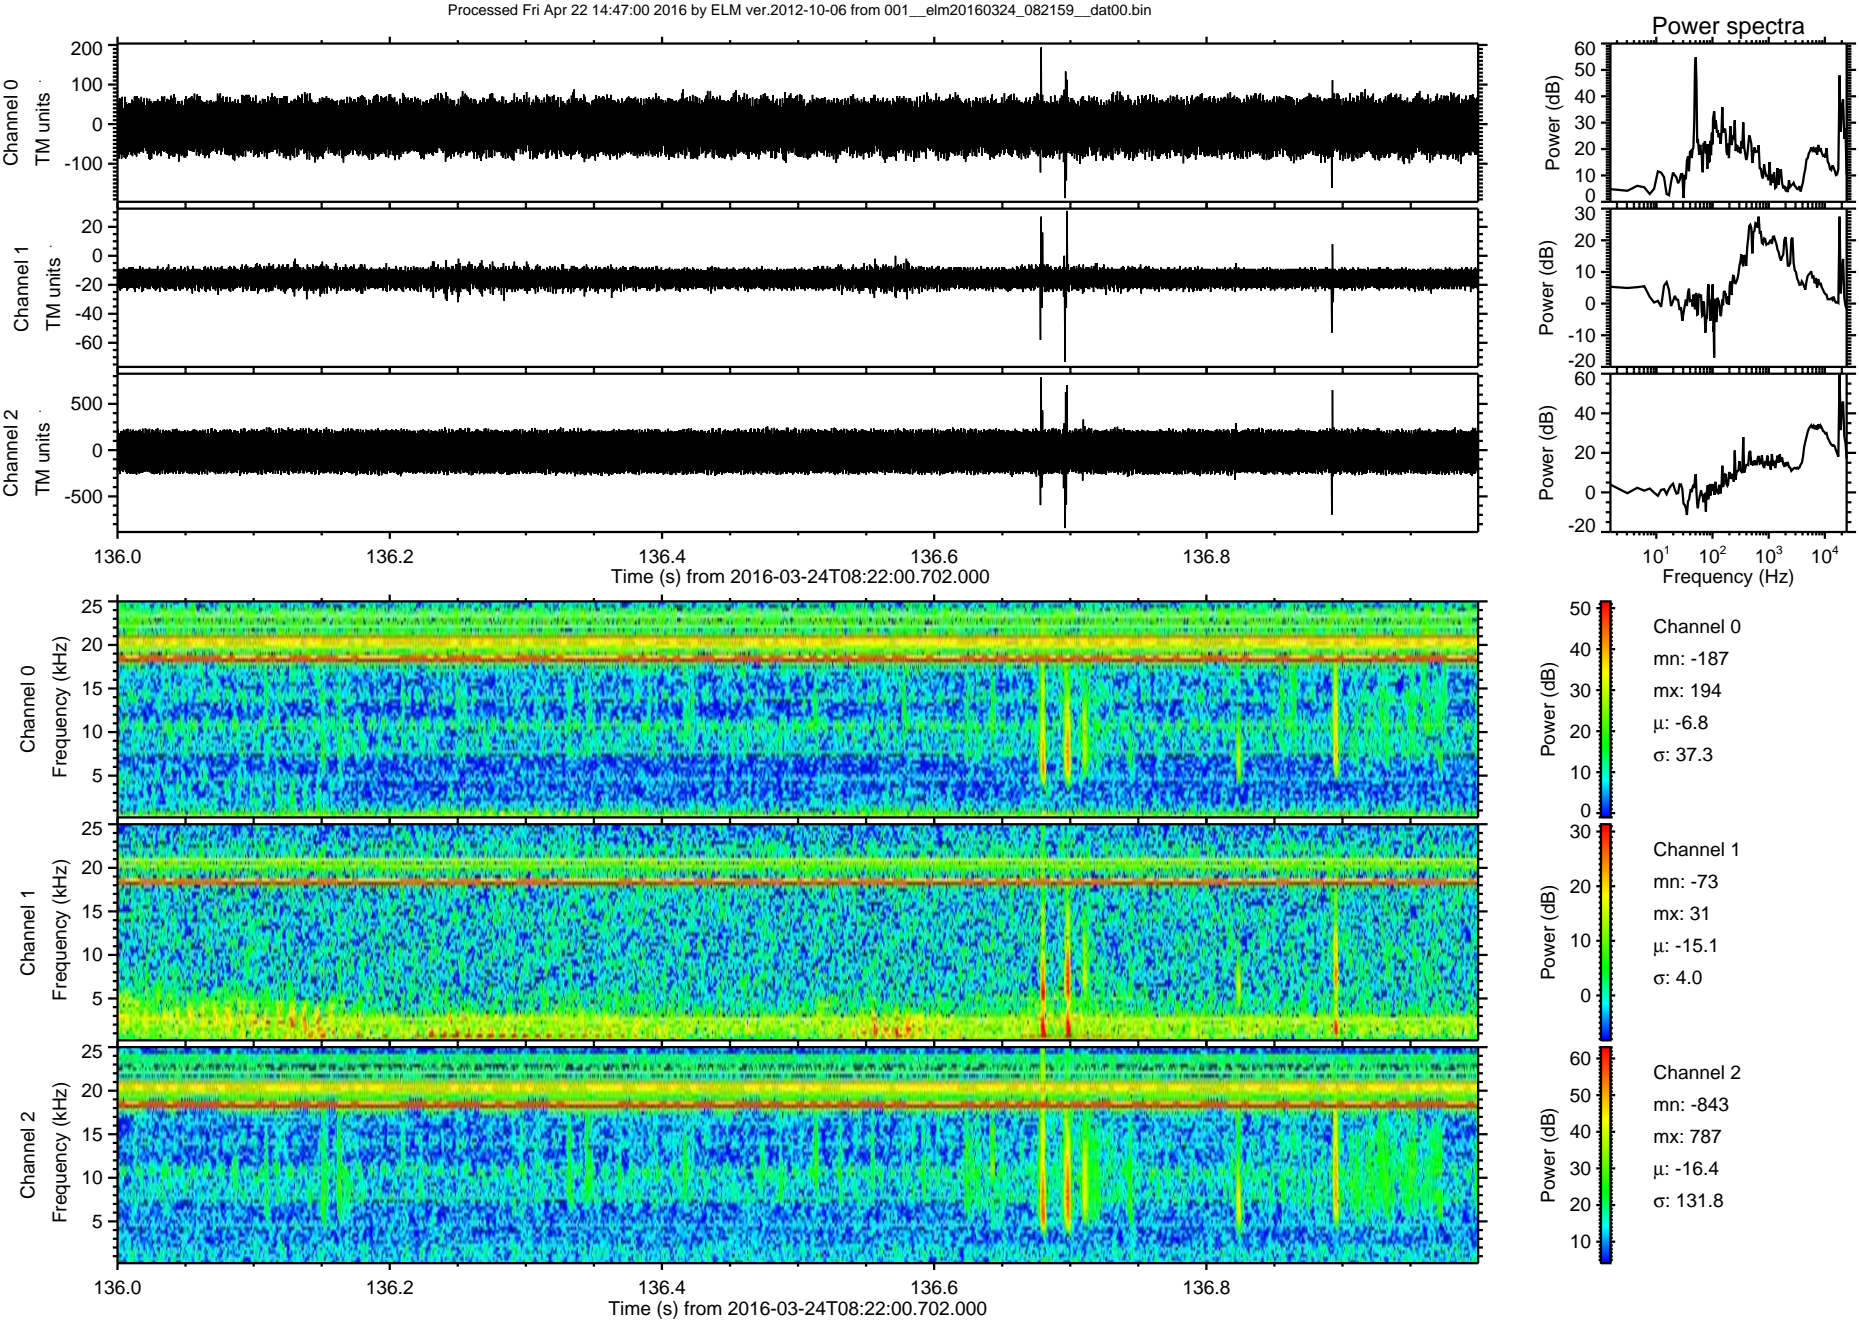 Processed Fri Apr 22 14:47:00 2016 by ELM ver.2012-10-06 from 001__elm20160324_082159__dat00.bin
Power spectra
Channel 0
TM units
200
100
0
-100
Power (dB)
60
50
40
30
20
10
0
Channel 1
TM units
20
0
-20
-40
-60
Power (dB)
30
20
10
0
-10
-20
Channel 2
TM units
500
0
-500
Power (dB)
60
40
20
0
-20
136.0 136.2 136.4 136.6 136.8
Time (s) from 2016-03-24T08:22:00.702.000
10¹ 10² 10³ 10⁴
Frequency (Hz)
Channel 0
Frequency (kHz)
25
20
15
10
5
Power (dB)
50
40
30
20
10
0
Channel 0
mn: -187
mx: 194
μ: -6.8
σ: 37.3
Channel 1
Frequency (kHz)
25
20
15
10
5
Power (dB)
30
20
10
0
Channel 1
mn: -73
mx: 31
μ: -15.1
σ: 4.0
Channel 2
Frequency (kHz)
25
20
15
10
5
Power (dB)
60
50
40
30
20
10
Channel 2
mn: -843
mx: 787
μ: -16.4
σ: 131.8
136.0 136.2 136.4 136.6 136.8
Time (s) from 2016-03-24T08:22:00.702.000